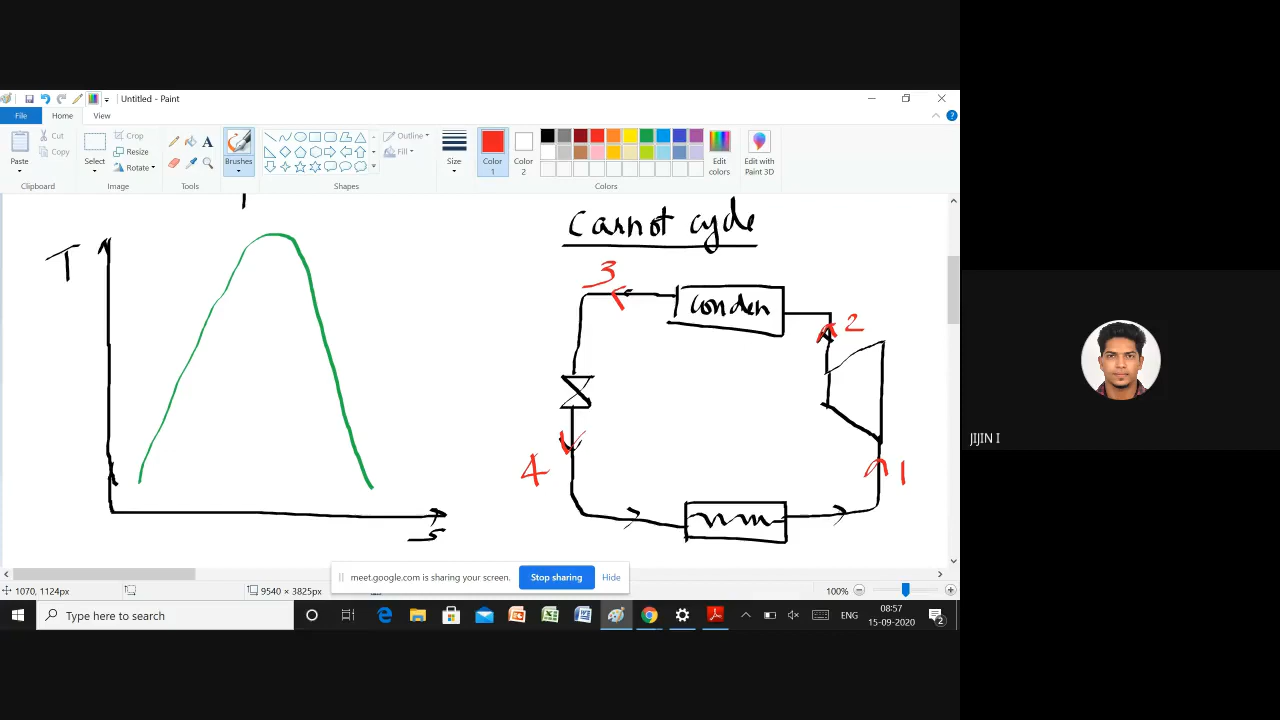 Untitled - Paint
File
Home
View
Paste
Cut
Copy
Clipboard
Select
Crop
Resize
Rotate
Image
Tools
Brushes
Shapes
Outline
Fill
Size
Color 1
Color 2
Colors
Edit colors
Edit with Paint 3D
T
S
Carnot cycle
3
Conden
2
4
1
JIJIN I
meet.google.com is sharing your screen.
Stop sharing
Hide
1070, 1124px
9540 × 3825px
100%
Type here to search
ENG
08:57
15-09-2020
2